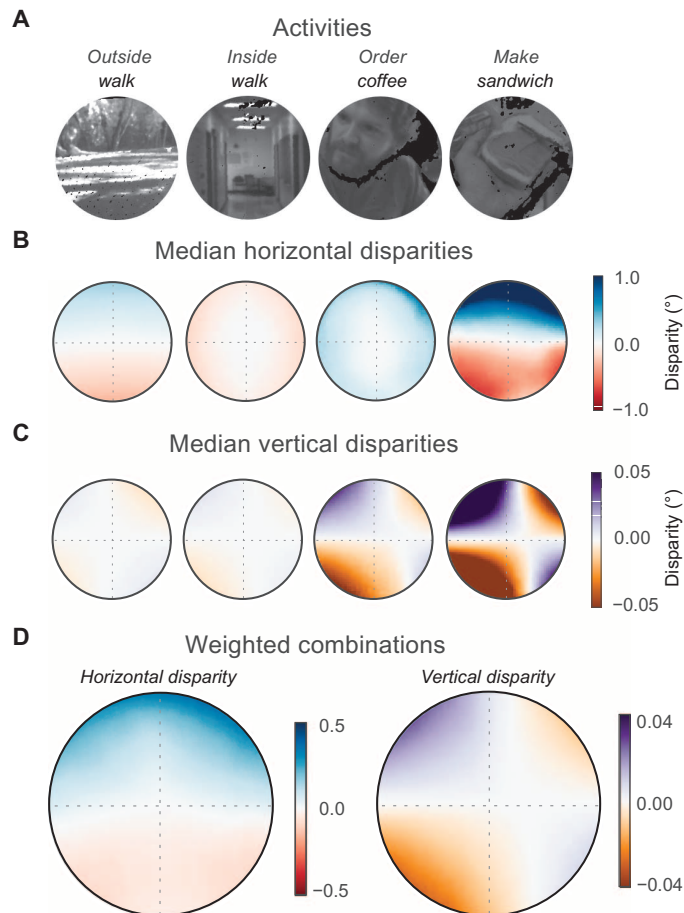 A
Activities
Outside walk
Inside walk
Order coffee
Make sandwich
B
Median horizontal disparities
1.0
0.0
−1.0
Disparity (°)
C
Median vertical disparities
0.05
0.00
−0.05
Disparity (°)
D
Weighted combinations
Horizontal disparity
Vertical disparity
0.5
0.0
−0.5
0.04
0.00
−0.04